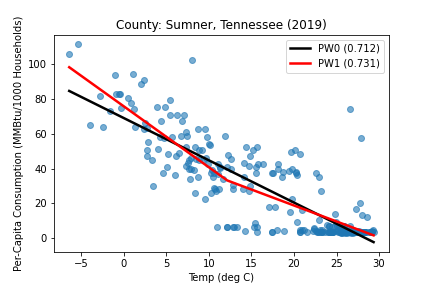 County: Sumner, Tennessee (2019)
PW0 (0.712)
PW1 (0.731)
Per-Capita Consumption (MMBtu/1000 Households)
100
80
60
40
20
0
−5 0 5 10 15 20 25 30
Temp (deg C)